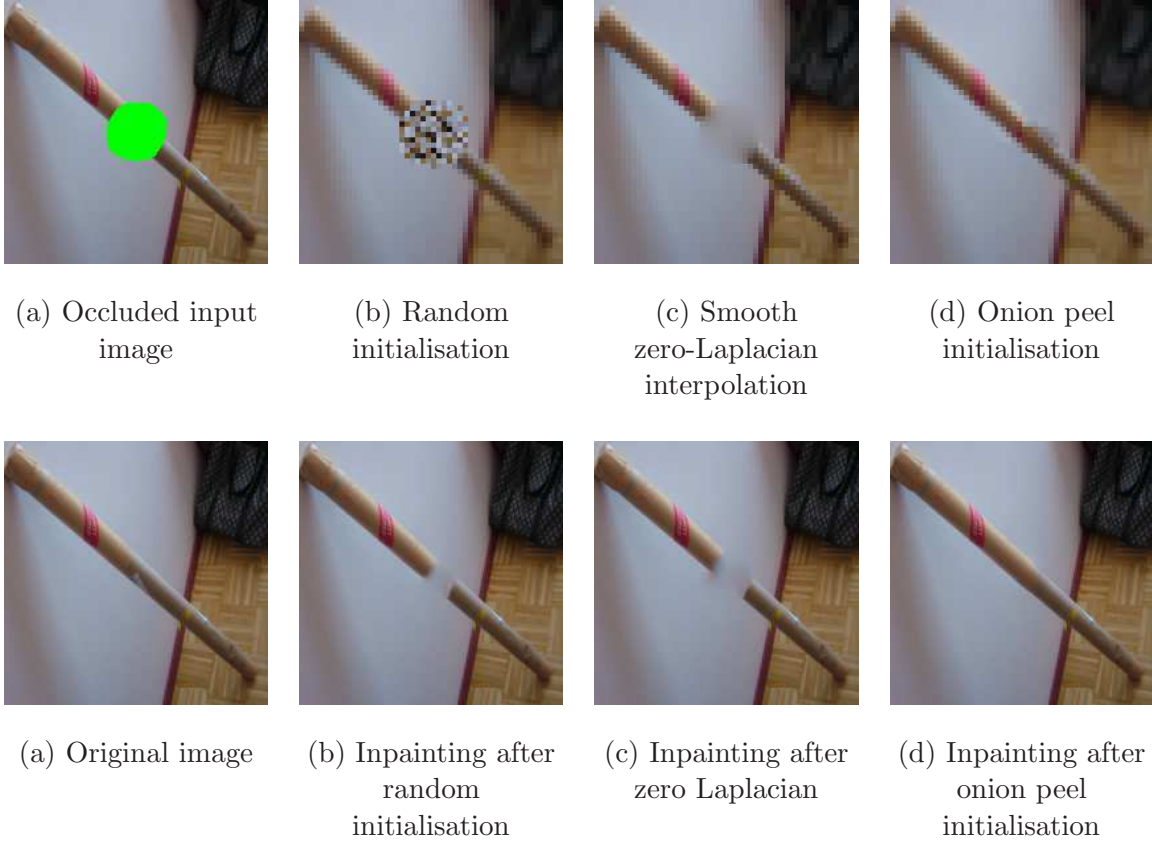 (a) Occluded input
image
(b) Random
initialisation
(c) Smooth
zero-Laplacian
interpolation
(d) Onion peel
initialisation
(a) Original image
(b) Inpainting after
random
initialisation
(c) Inpainting after
zero Laplacian
(d) Inpainting after
onion peel
initialisation